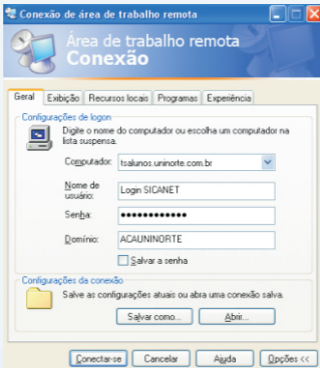 Conexão de área de trabalho remota
Área de trabalho remota
Conexão
Geral Exibição Recursos locais Programas Experiência
Configurações de logon
Digite o nome do computador ou escolha um computador na
lista suspensa.
Computador: tsalunos.uninorte.com.br
Nome de
usuário: Login SICANET
Senha: ••••••••••••
Domínio: ACAUNINORTE
Salvar a senha
Configurações da conexão
Salve as configurações atuais ou abra uma conexão salva.
Salvar como... Abrir...
Conectar-se Cancelar Ajuda Opções <<